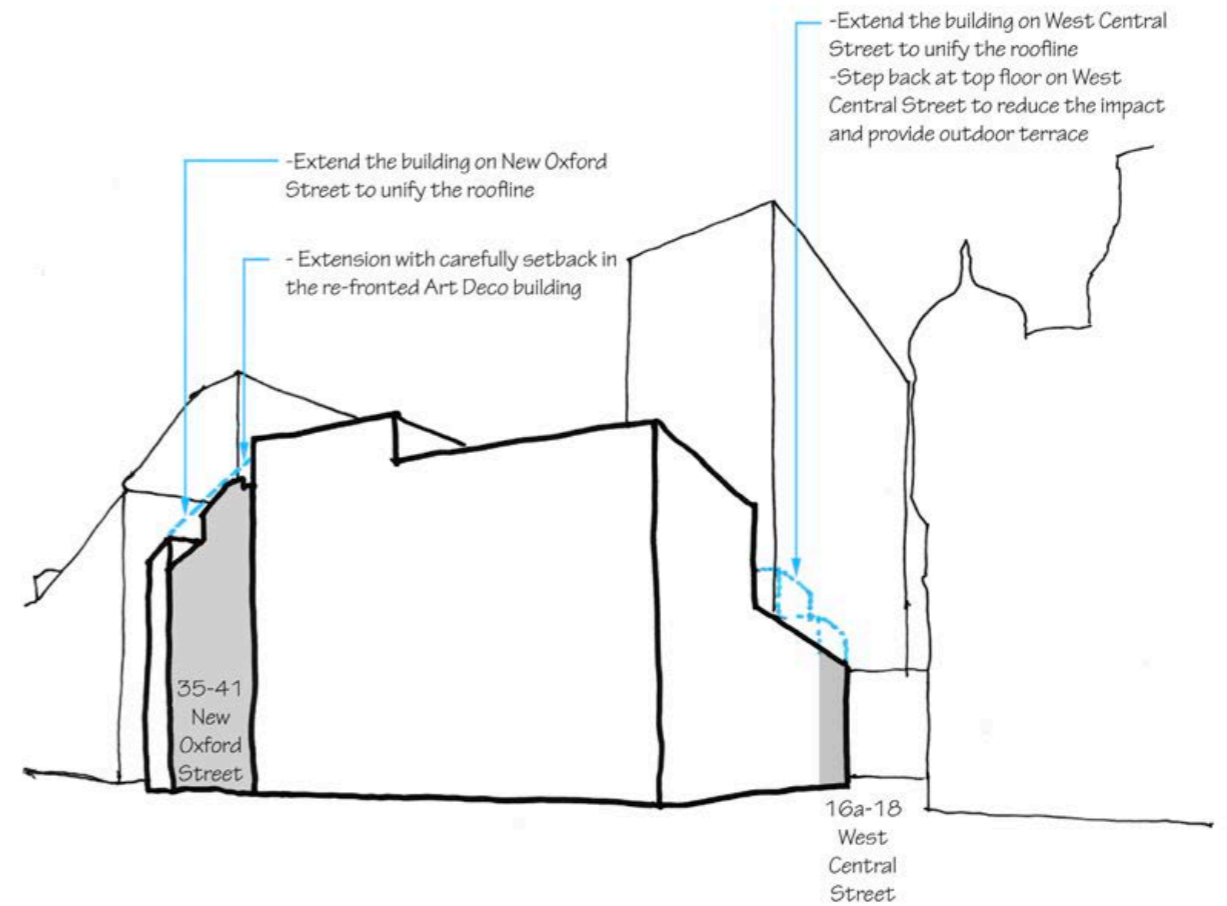 -Extend the building on West Central
Street to unify the roofline
-Step back at top floor on West
Central Street to reduce the impact
and provide outdoor terrace
-Extend the building on New Oxford
Street to unify the roofline
- Extension with carefully setback in
the re-fronted Art Deco building
35-41
New
Oxford
Street
16a-18
West
Central
Street